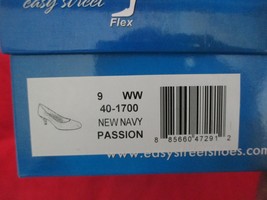 easy street
Flex
9 WW
40-1700
NEW NAVY
PASSION
8 85660 47291 2
www.easystreetshoes.com